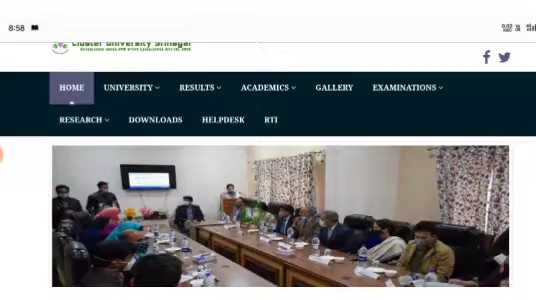 8:58
Cluster University Srinagar
HOME UNIVERSITY RESULTS ACADEMICS GALLERY EXAMINATIONS
RESEARCH DOWNLOADS HELPDESK RTI